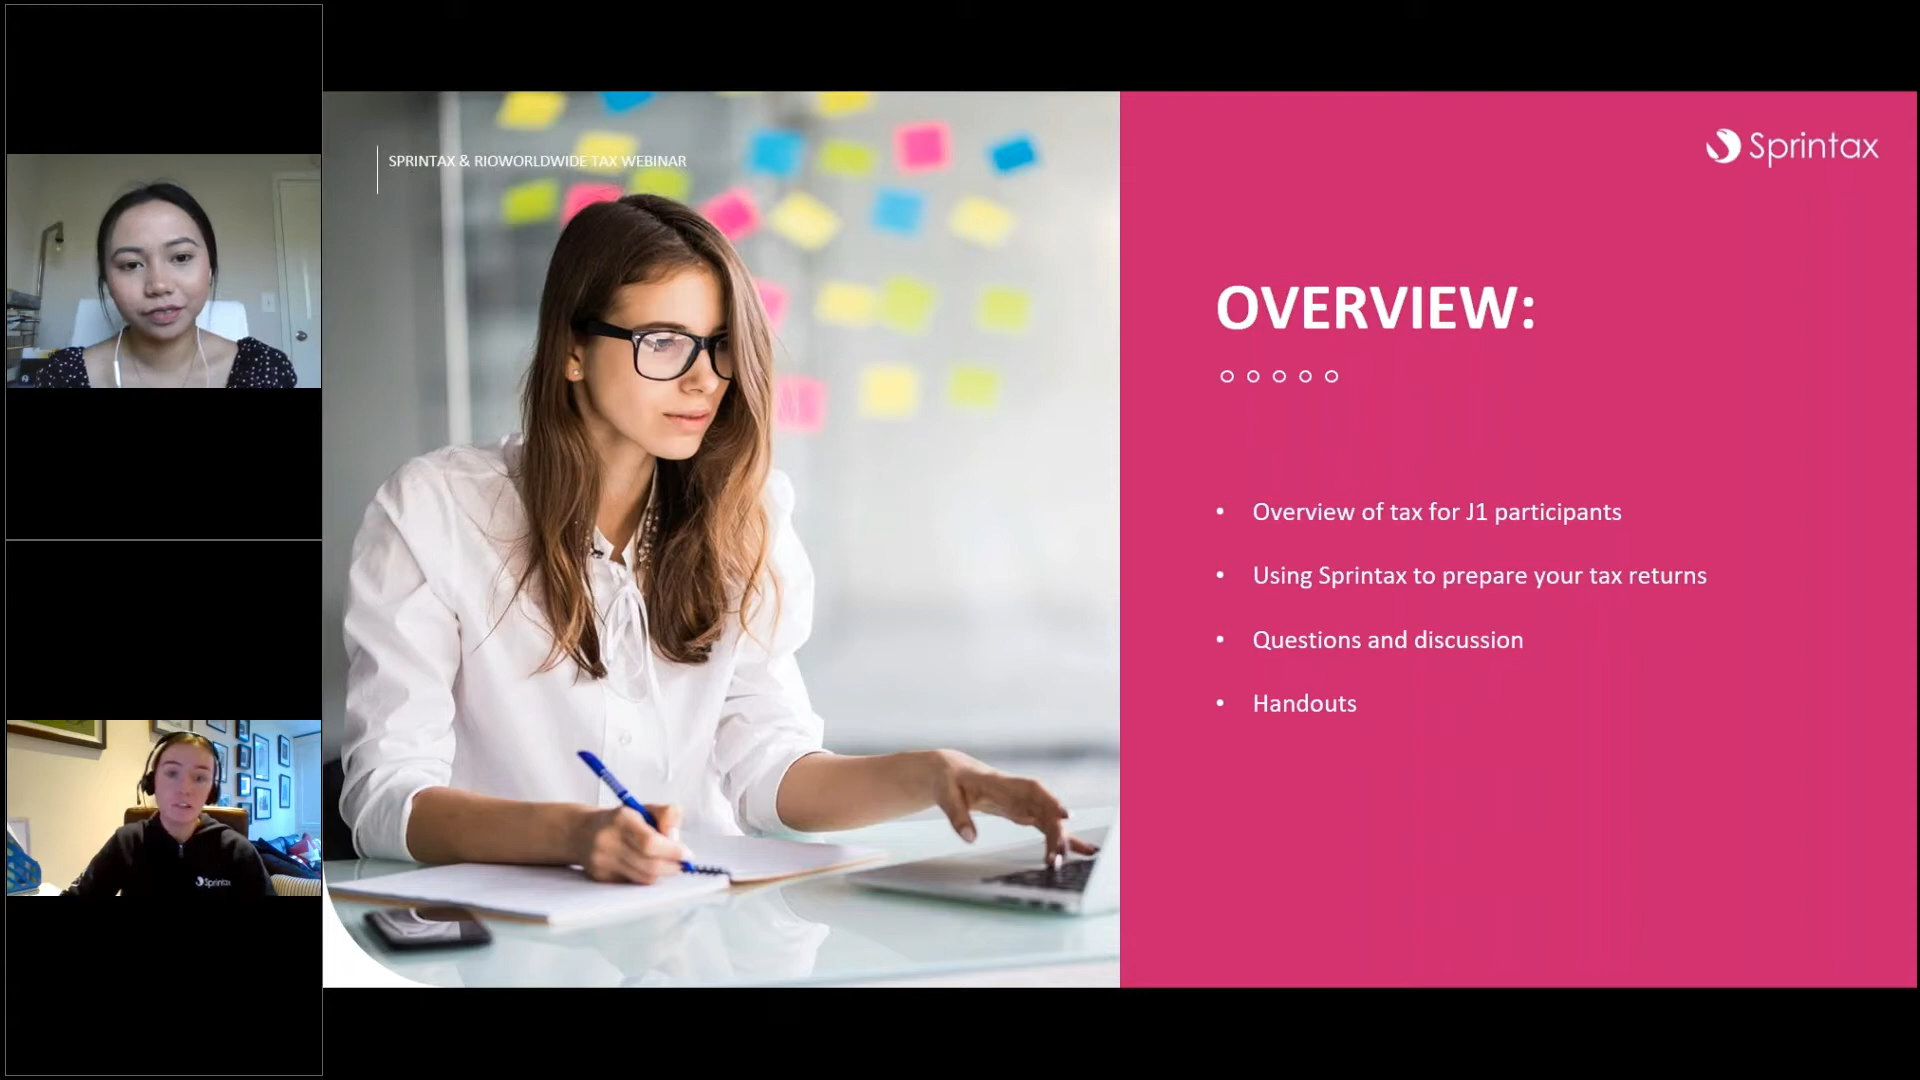 SPRINTAX & RIOWORLDWIDE TAX WEBINAR
Sprintax
OVERVIEW:
• Overview of tax for J1 participants
• Using Sprintax to prepare your tax returns
• Questions and discussion
• Handouts
Sprintax